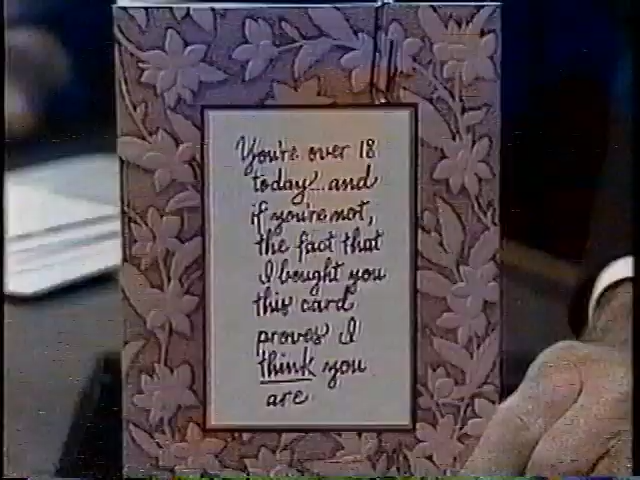 You're over 18
today...and
if you're not,
the fact that
I bought you
this card
proves I
think you
are